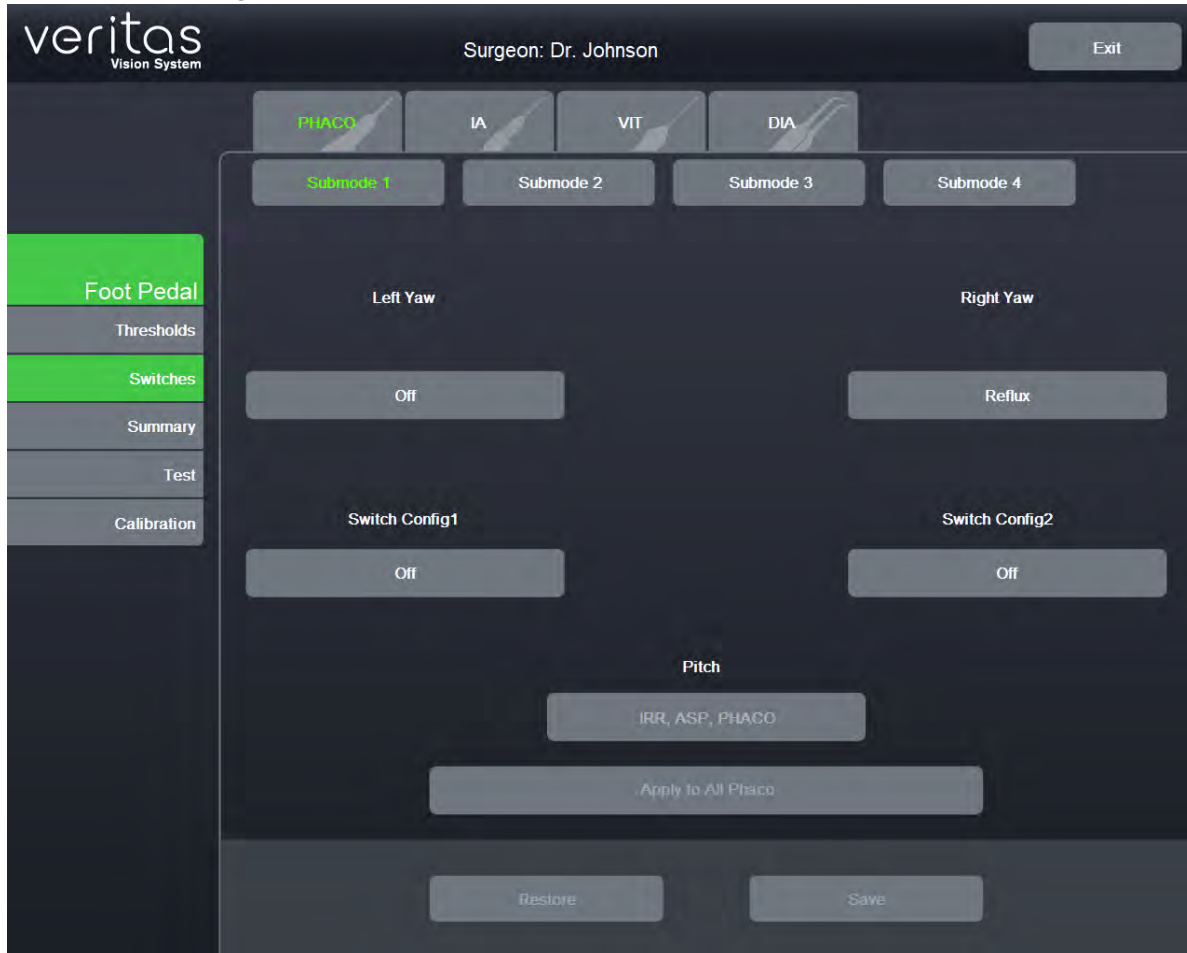 veritas
Vision System
Surgeon: Dr. Johnson
Exit
PHACO
IA
VIT
DIA
Submode 1
Submode 2
Submode 3
Submode 4
Foot Pedal
Thresholds
Switches
Summary
Test
Calibration
Left Yaw
Right Yaw
Off
Reflux
Switch Config1
Switch Config2
Off
Off
Pitch
IRR, ASP, PHACO
Apply to All Phaco
Restore
Save